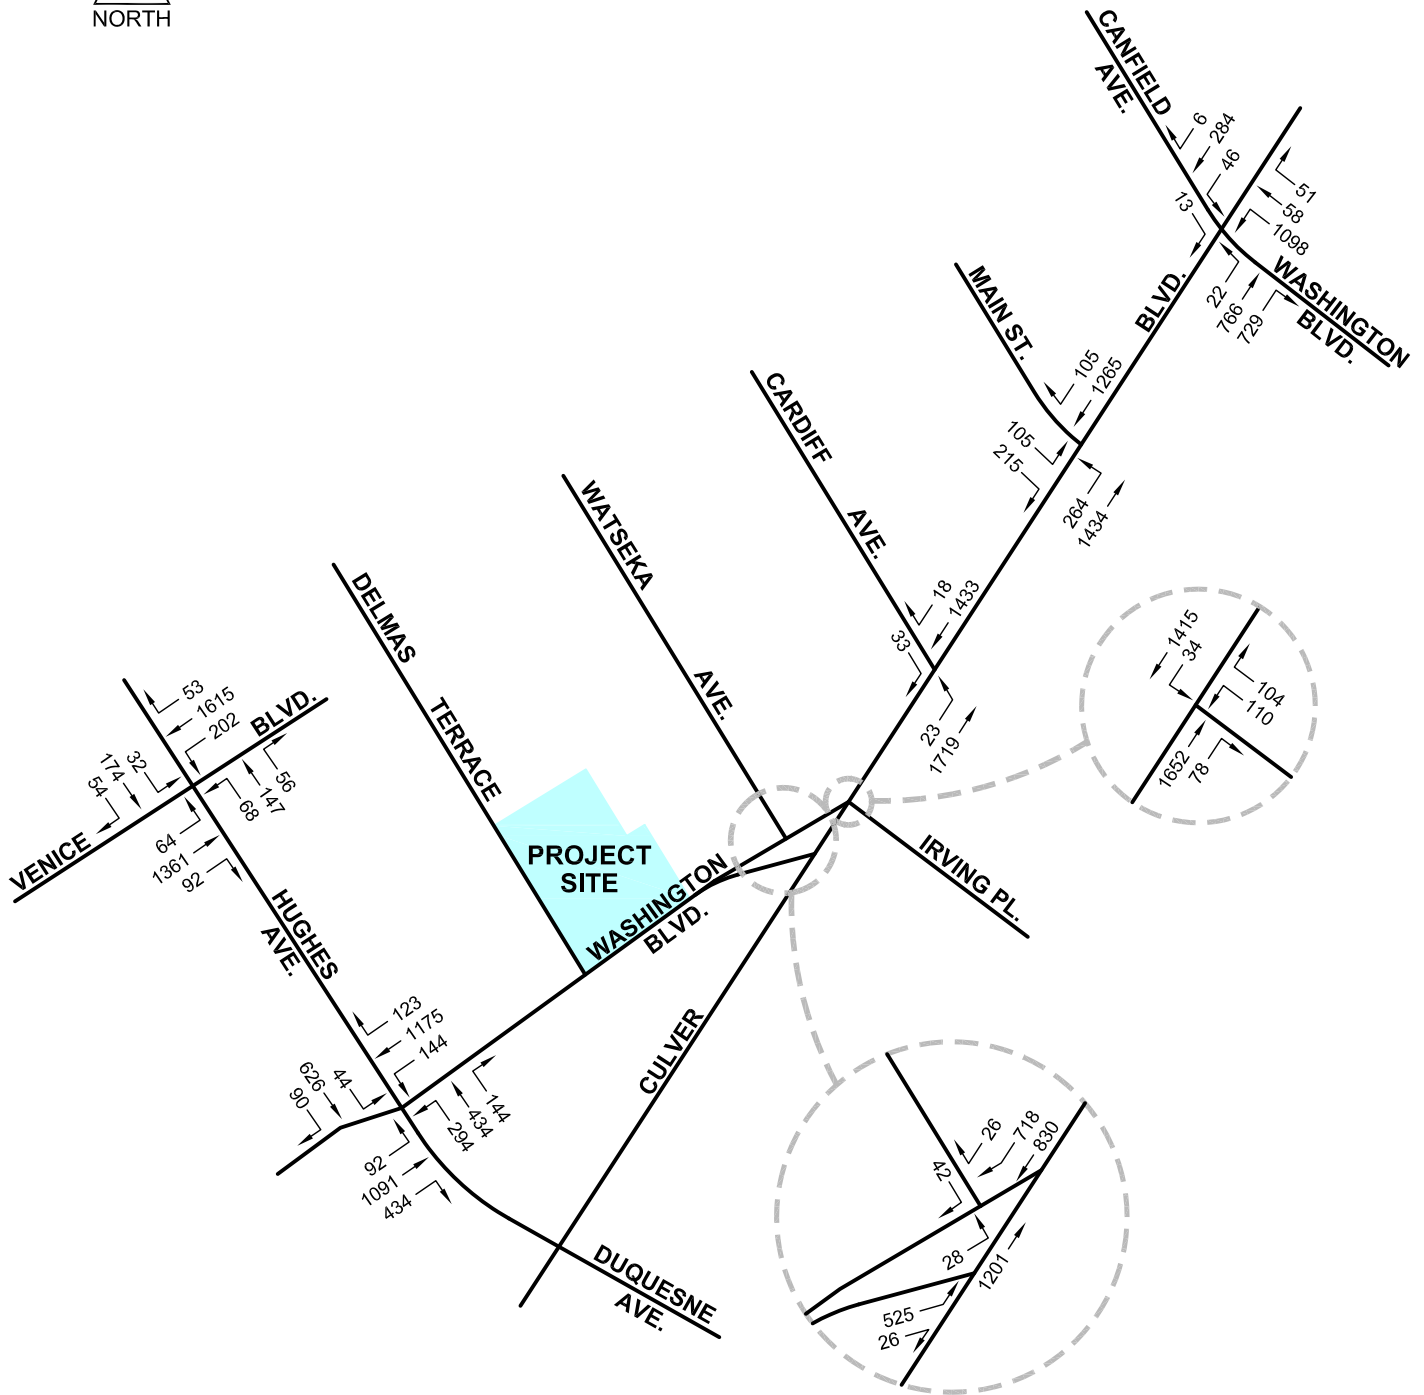 NORTH
CANFIELD
AVE.
6
284
46
13
51
58
1098
WASHINGTON
BLVD.
22
766
729
BLVD.
MAIN ST.
105
1265
105
215
264
1434
CARDIFF
AVE.
18
1433
33
23
1719
WATSEKA
AVE.
DELMAS
TERRACE
1415
34
104
110
1652
78
53
1615
202
BLVD.
32
174
54
56
147
68
64
1361
92
VENICE
HUGHES
AVE.
PROJECT
SITE
WASHINGTON
BLVD.
IRVING PL.
123
1175
144
44
626
90
144
434
294
92
1091
434
CULVER
DUQUESNE
AVE.
26
718
830
42
28
1201
525
26